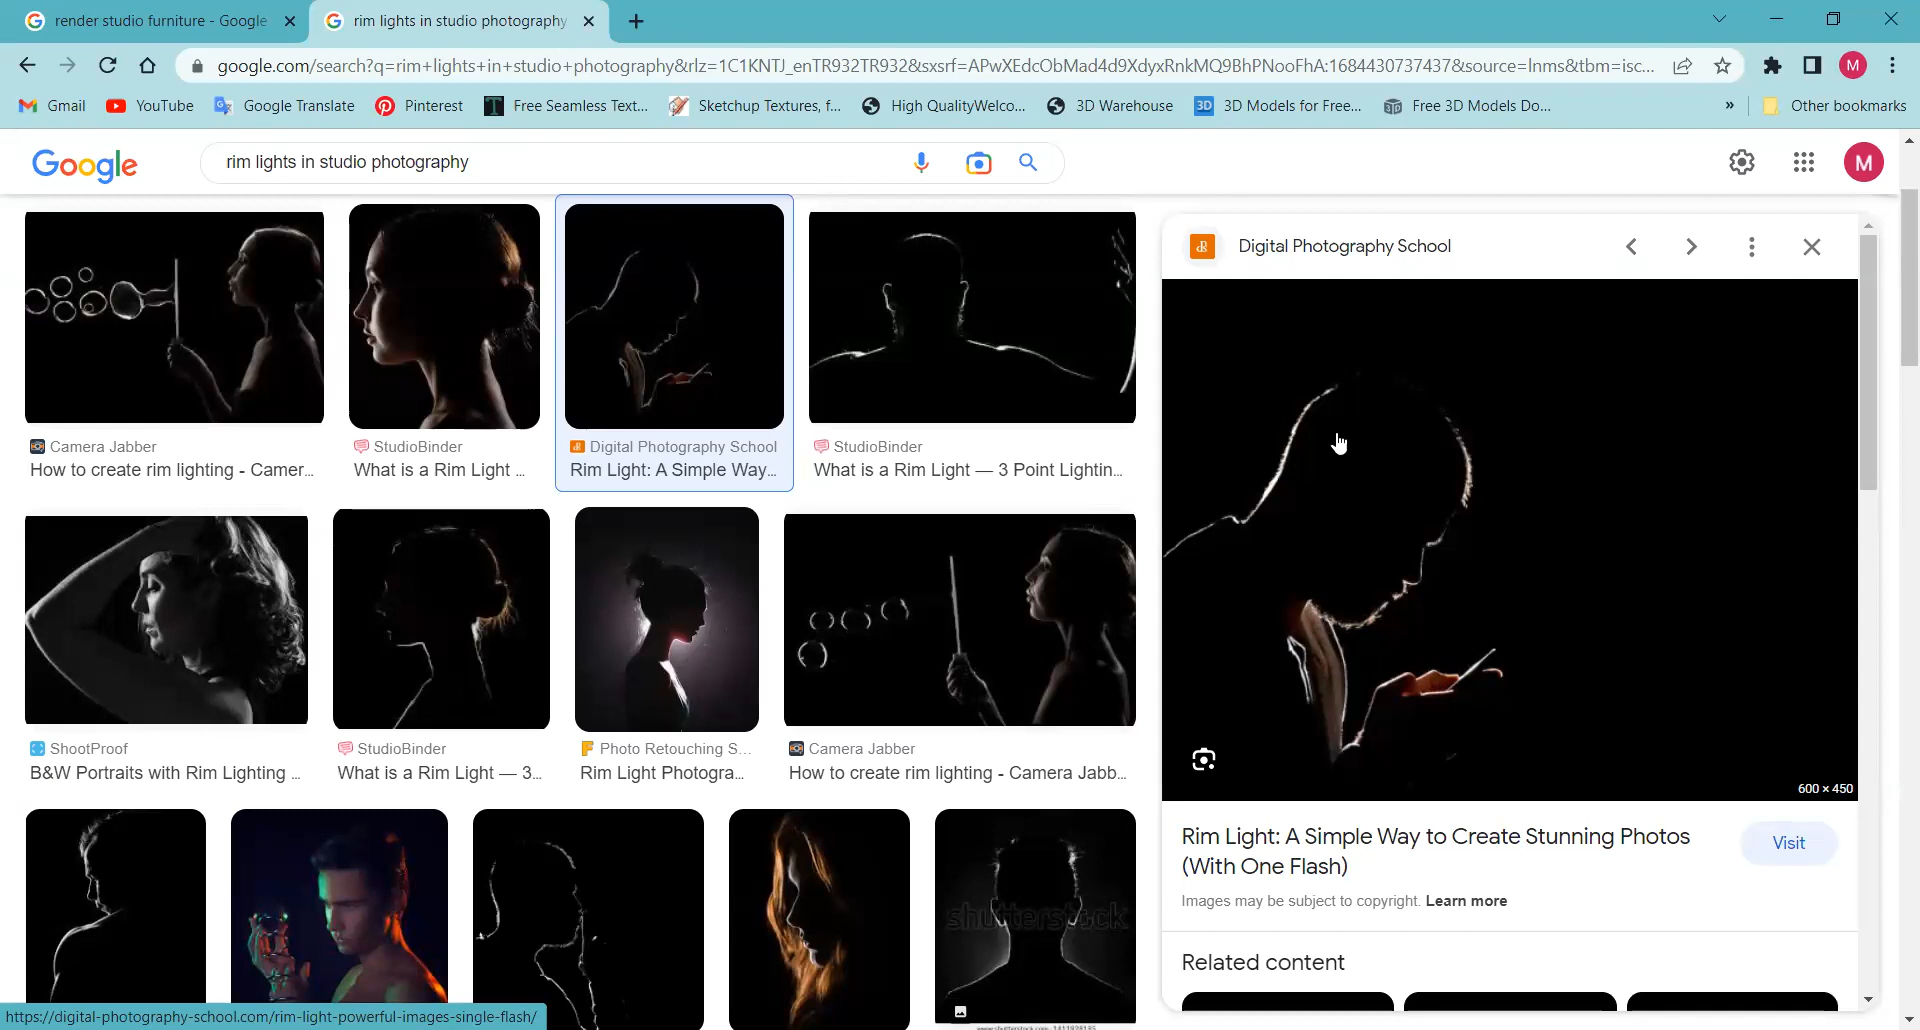 render studio furniture - Google
rim lights in studio photography
google.com/search?q=rim+lights+in+studio+photography&rlz=1C1KNTJ_enTR932TR932&sxsrf=APwXEdcObMad4d9XdyxRnkMQ9BhPNooFhA:1684430737437&source=lnms&tbm=isc...
M
Gmail
YouTube
Google Translate
Pinterest
Free Seamless Text...
Sketchup Textures, f...
High QualityWelco...
3D Warehouse
3D Models for Free...
Free 3D Models Do...
»
Other bookmarks
Google
rim lights in studio photography
M
Camera Jabber
How to create rim lighting - Camer...
StudioBinder
What is a Rim Light ...
Digital Photography School
Rim Light: A Simple Way...
StudioBinder
What is a Rim Light — 3 Point Lightin...
ShootProof
B&W Portraits with Rim Lighting ...
StudioBinder
What is a Rim Light — 3...
Photo Retouching S...
Rim Light Photogra...
Camera Jabber
How to create rim lighting - Camera Jabb...
shutterstock
https://digital-photography-school.com/rim-light-powerful-images-single-flash/
Digital Photography School
600 × 450
Rim Light: A Simple Way to Create Stunning Photos
(With One Flash)
Visit
Images may be subject to copyright. Learn more
Related content